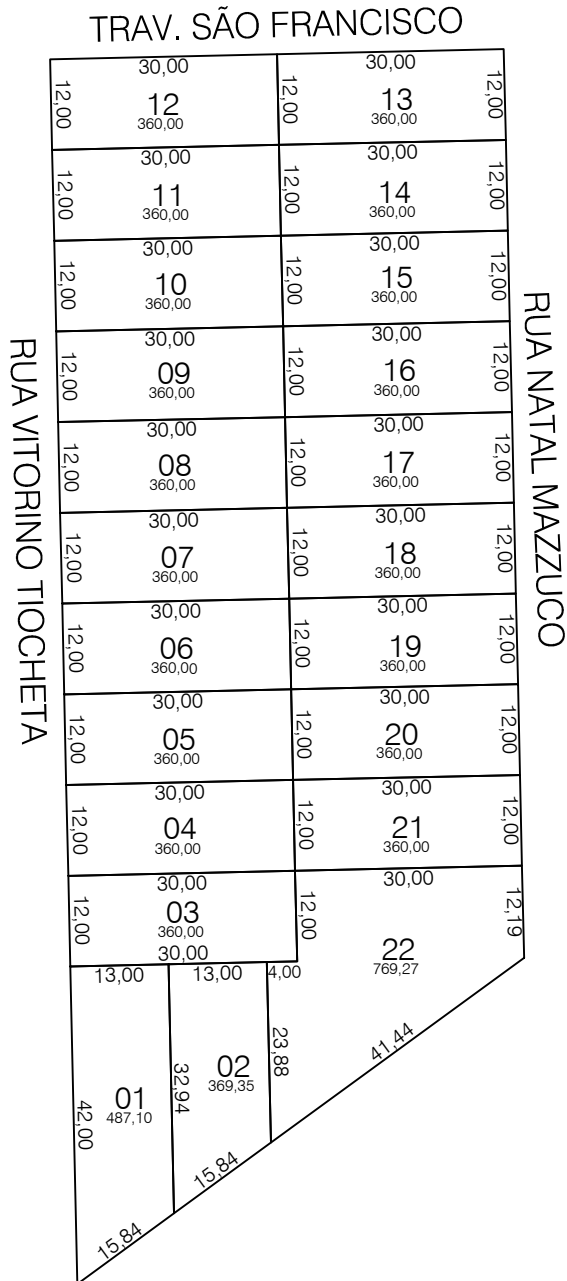 TRAV. SÃO FRANCISCO
30,00 30,00
12,00 12 12,00 13 12,00
360,00 360,00
30,00 30,00
12,00 11 12,00 14 12,00
360,00 360,00
30,00 30,00
12,00 10 12,00 15 12,00
360,00 360,00
30,00 30,00
12,00 09 12,00 16 12,00
360,00 360,00
30,00 30,00
12,00 08 12,00 17 12,00
360,00 360,00
30,00 30,00
12,00 07 12,00 18 12,00
360,00 360,00
30,00 30,00
12,00 06 12,00 19 12,00
360,00 360,00
30,00 30,00
12,00 05 12,00 20 12,00
360,00 360,00
30,00 30,00
12,00 04 12,00 21 12,00
360,00 360,00
30,00 30,00
12,00 03 12,00 12,19
360,00
30,00 22
13,00 13,00 4,00 769,27
42,00 01 32,94 02 23,88 41,44
487,10 369,35
15,84 15,84
RUA VITORINO TIOCHETA
RUA NATAL MAZZUCO